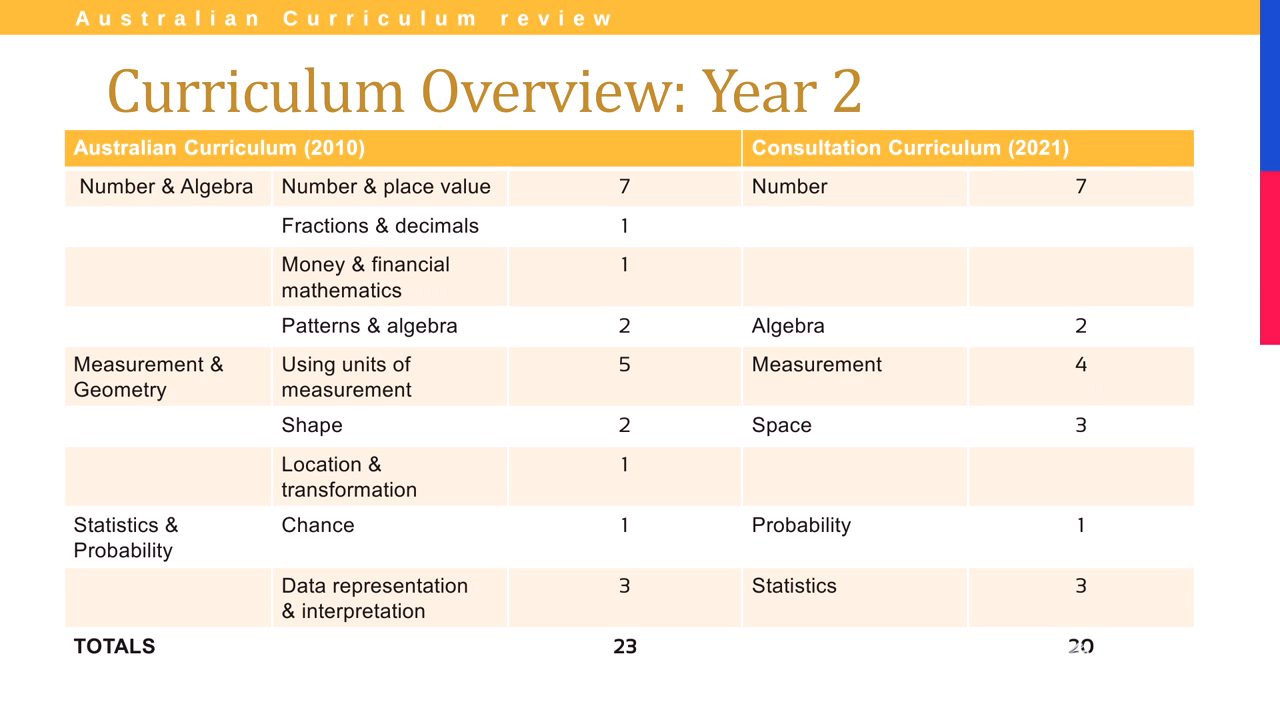 Australian Curriculum review
Curriculum Overview: Year 2
Australian Curriculum (2010) Consultation Curriculum (2021)
Number & Algebra Number & place value 7 Number 7
Fractions & decimals 1
Money & financial
mathematics 1
Patterns & algebra 2 Algebra 2
Measurement &
Geometry Using units of
measurement 5 Measurement 4
Shape 2 Space 3
Location &
transformation 1
Statistics &
Probability Chance 1 Probability 1
Data representation
& interpretation 3 Statistics 3
TOTALS 23 20